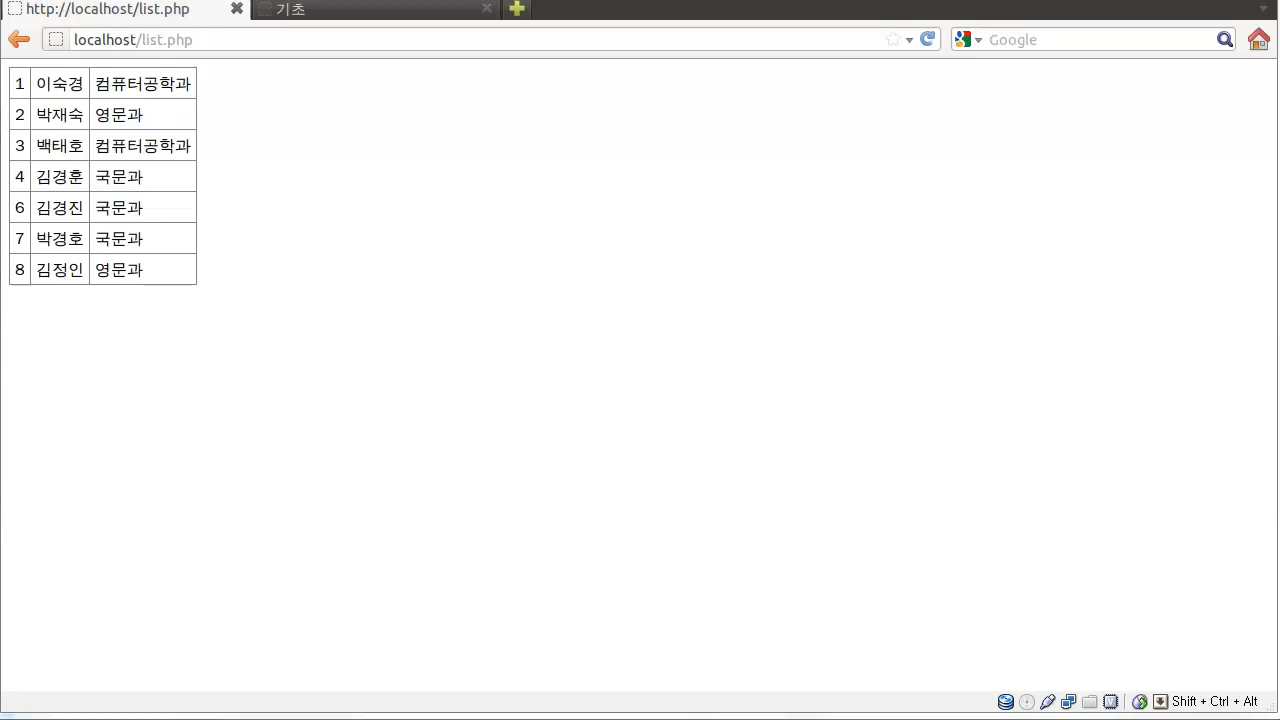 http://localhost/list.php
기초
localhost/list.php
Google
1 이숙경 컴퓨터공학과
2 박재숙 영문과
3 백태호 컴퓨터공학과
4 김경훈 국문과
6 김경진 국문과
7 박경호 국문과
8 김정인 영문과
Shift + Ctrl + Alt